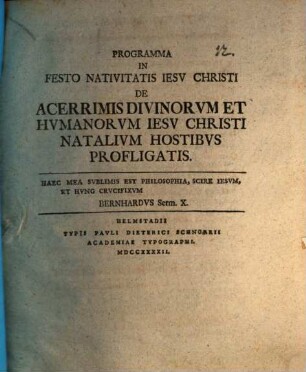 PROGRAMMA
12.
IN
FESTO NATIVITATIS IESV CHRISTI
DE
ACERRIMIS DIVINORVM ET
HVMANORVM IESV CHRISTI
NATALIVM HOSTIBVS
PROFLIGATIS.
HAEC MEA SVBLIMIS EST PHILOSOPHIA, SCIRE IESVM,
ET HVNC CRVCIFIXVM
BERNHARDVS Serm. X.
HELMSTADII
TYPIS PAVLI DIETERICI SCHNORRII
ACADEMIAE TYPOGRAPHI.
MDCCXXXXII.